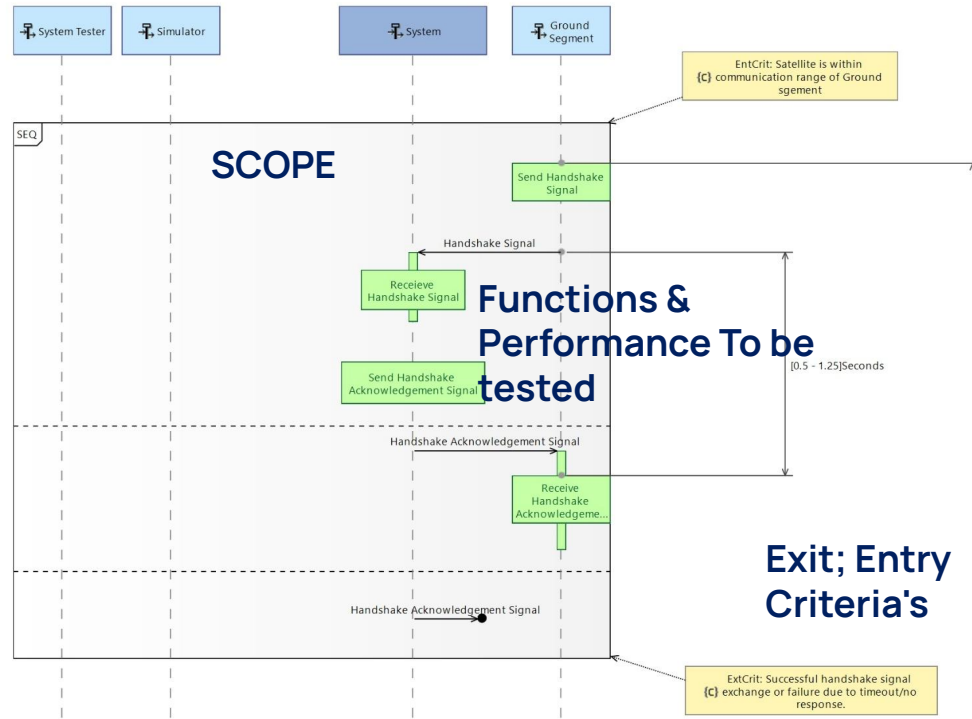 System Tester
Simulator
System
Ground
Segment
EntCrit: Satellite is within
{c} communication range of Ground
sgement
SEQ
SCOPE
Send Handshake
Signal
Handshake Signal
Receieve
Handshake Signal
Functions &
Performance To be
tested
[0.5 - 1.25]Seconds
Send Handshake
Acknowledgement Signal
Handshake Acknowledgement Signal
Receive
Handshake
Acknowledgeme...
Exit; Entry
Criteria's
Handshake Acknowledgement Signal
ExtCrit: Successful handshake signal
{c} exchange or failure due to timeout/no
response.